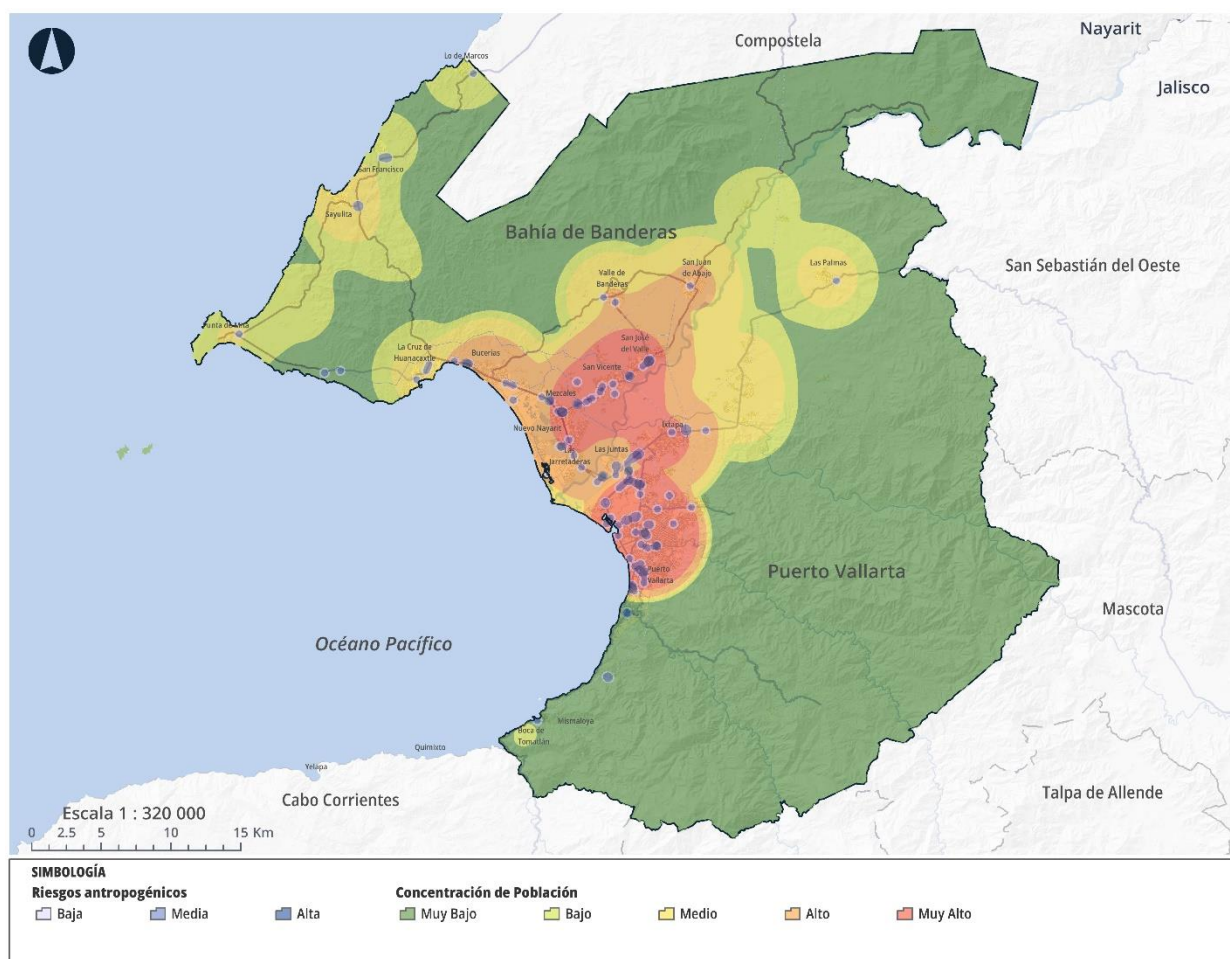 Nayarit
Compostela
Lo de Marcos
Jalisco
San Francisco
Sayulita
Bahía de Banderas
San Juan
de Abajo
Las Palmas
San Sebastián del Oeste
Valle de
Banderas
Punta de Mita
La Cruz de
Huanacaxtle
Bucerías
San José
del Valle
San Vicente
Mezcales
Nuevo Nayarit
Ixtapa
Las Juntas
Jarretaderas
Puerto
Vallarta
Puerto Vallarta
Mascota
Océano Pacífico
Mismaloya
Boca de
Tomatlán
Quimixto
Yelapa
Cabo Corrientes
Talpa de Allende
Escala 1 : 320 000
0 2.5 5 10 15 Km
SIMBOLOGÍA
Riesgos antropogénicos
Baja Media Alta
Concentración de Población
Muy Bajo Bajo Medio Alto Muy Alto